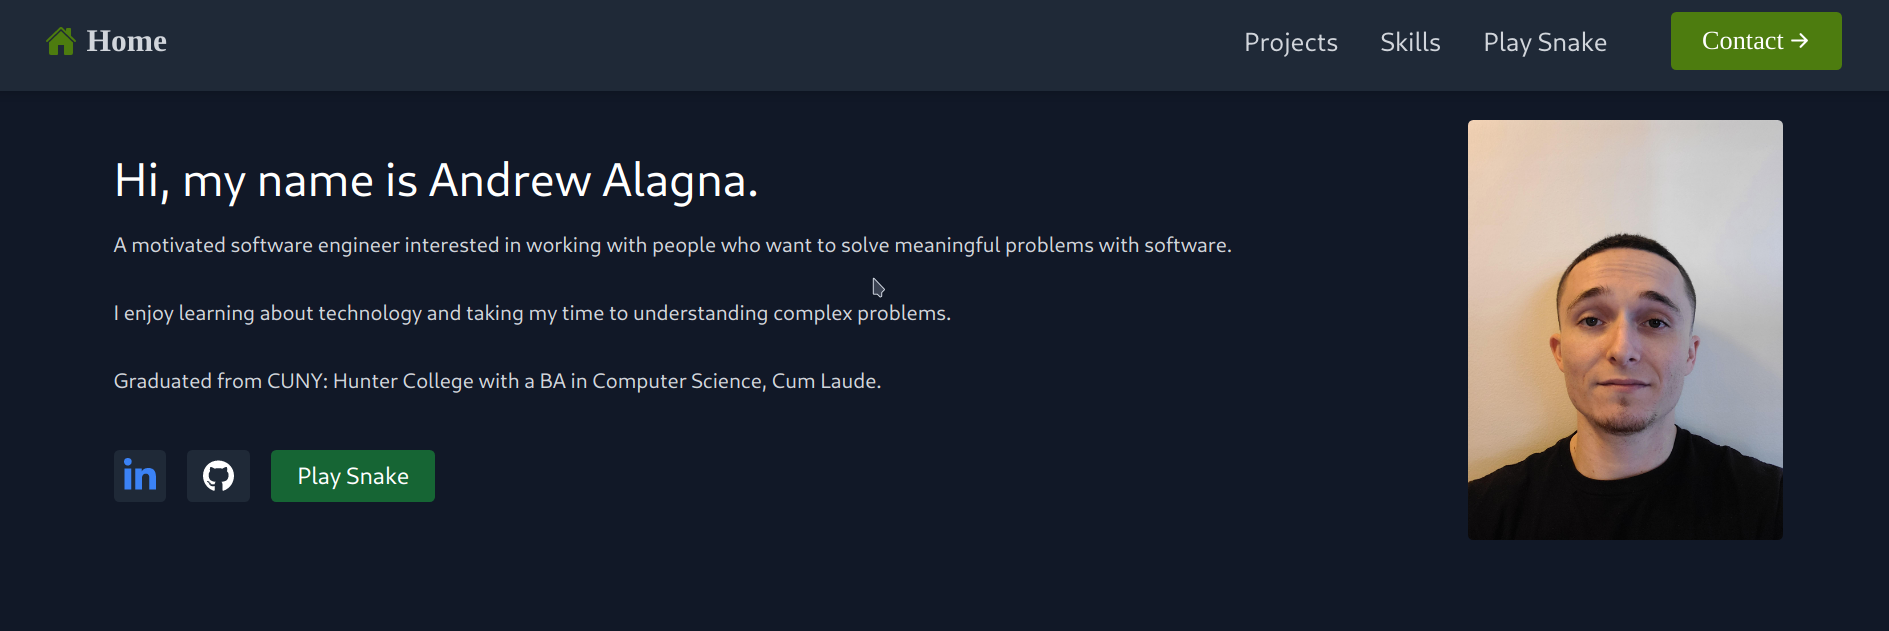 Home
Projects
Skills
Play Snake
Contact →
Hi, my name is Andrew Alagna.
A motivated software engineer interested in working with people who want to solve meaningful problems with software.
I enjoy learning about technology and taking my time to understanding complex problems.
Graduated from CUNY: Hunter College with a BA in Computer Science, Cum Laude.
in
Play Snake